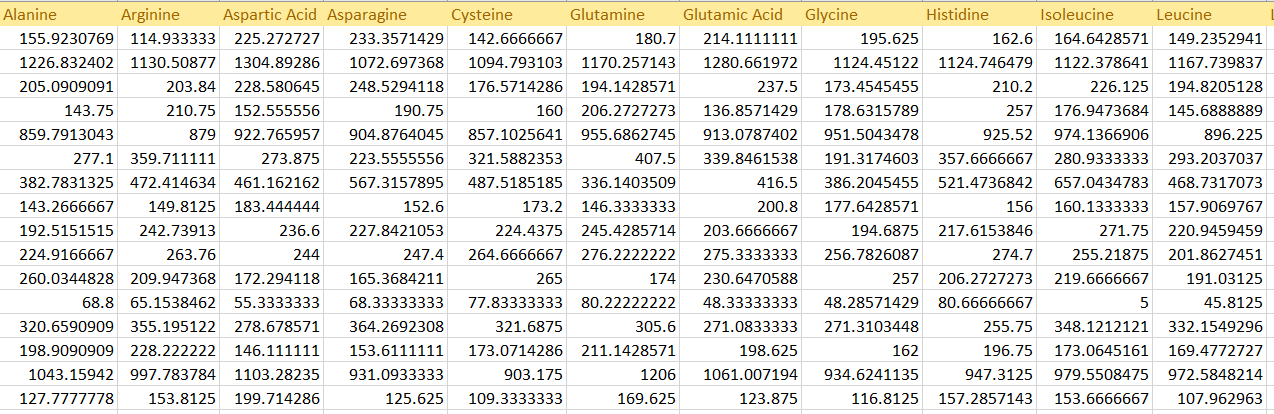 Alanine Arginine Aspartic Acid Asparagine Cysteine Glutamine Glutamic Acid Glycine Histidine Isoleucine Leucine
155.9230769 114.933333 225.272727 233.3571429 142.6666667 180.7 214.1111111 195.625 162.6 164.6428571 149.2352941
1226.832402 1130.50877 1304.89286 1072.697368 1094.793103 1170.257143 1280.661972 1124.45122 1124.746479 1122.378641 1167.739837
205.0909091 203.84 228.580645 248.5294118 176.5714286 194.1428571 237.5 173.4545455 210.2 226.125 194.8205128
143.75 210.75 152.555556 190.75 160 206.2727273 136.8571429 178.6315789 257 176.9473684 145.6888889
859.7913043 879 922.765957 904.8764045 857.1025641 955.6862745 913.0787402 951.5043478 925.52 974.1366906 896.225
277.1 359.711111 273.875 223.5555556 321.5882353 407.5 339.8461538 191.3174603 357.6666667 280.9333333 293.2037037
382.7831325 472.414634 461.162162 567.3157895 487.5185185 336.1403509 416.5 386.2045455 521.4736842 657.0434783 468.7317073
143.2666667 149.8125 183.444444 152.6 173.2 146.3333333 200.8 177.6428571 156 160.1333333 157.9069767
192.5151515 242.73913 236.6 227.8421053 224.4375 245.4285714 203.6666667 194.6875 217.6153846 271.75 220.9459459
224.9166667 263.76 244 247.4 264.6666667 276.2222222 275.3333333 256.7826087 274.7 255.21875 201.8627451
260.0344828 209.947368 172.294118 165.3684211 265 174 230.6470588 257 206.2727273 219.6666667 191.03125
68.8 65.1538462 55.3333333 68.33333333 77.83333333 80.22222222 48.33333333 48.28571429 80.66666667 5 45.8125
320.6590909 355.195122 278.678571 364.2692308 321.6875 305.6 271.0833333 271.3103448 255.75 348.1212121 332.1549296
198.9090909 228.222222 146.111111 153.6111111 173.0714286 211.1428571 198.625 162 196.75 173.0645161 169.4772727
1043.15942 997.783784 1103.28235 931.0933333 903.175 1206 1061.007194 934.6241135 947.3125 979.5508475 972.5848214
127.7777778 153.8125 199.714286 125.625 109.3333333 169.625 123.875 116.8125 157.2857143 153.6666667 107.962963